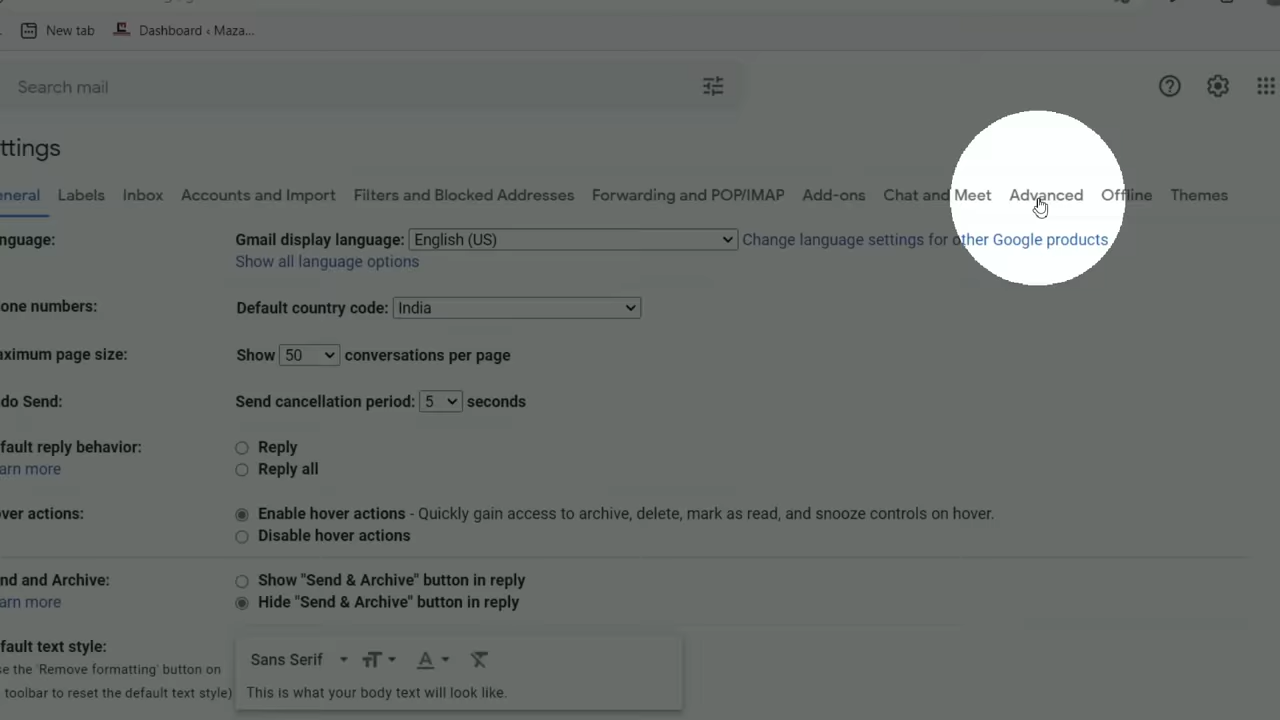 New tab Dashboard ‹ Maza...
Search mail
ttings
eneral Labels Inbox Accounts and Import Filters and Blocked Addresses Forwarding and POP/IMAP Add-ons Chat and Meet Advanced Offline Themes
nguage: Gmail display language: English (US) Change language settings for other Google products
Show all language options
one numbers: Default country code: India
aximum page size: Show 50 conversations per page
do Send: Send cancellation period: 5 seconds
fault reply behavior: Reply
arn more Reply all
over actions: Enable hover actions - Quickly gain access to archive, delete, mark as read, and snooze controls on hover.
Disable hover actions
nd and Archive: Show "Send & Archive" button in reply
arn more Hide "Send & Archive" button in reply
fault text style:
Sans Serif
se the 'Remove formatting' button on
toolbar to reset the default text style) This is what your body text will look like.